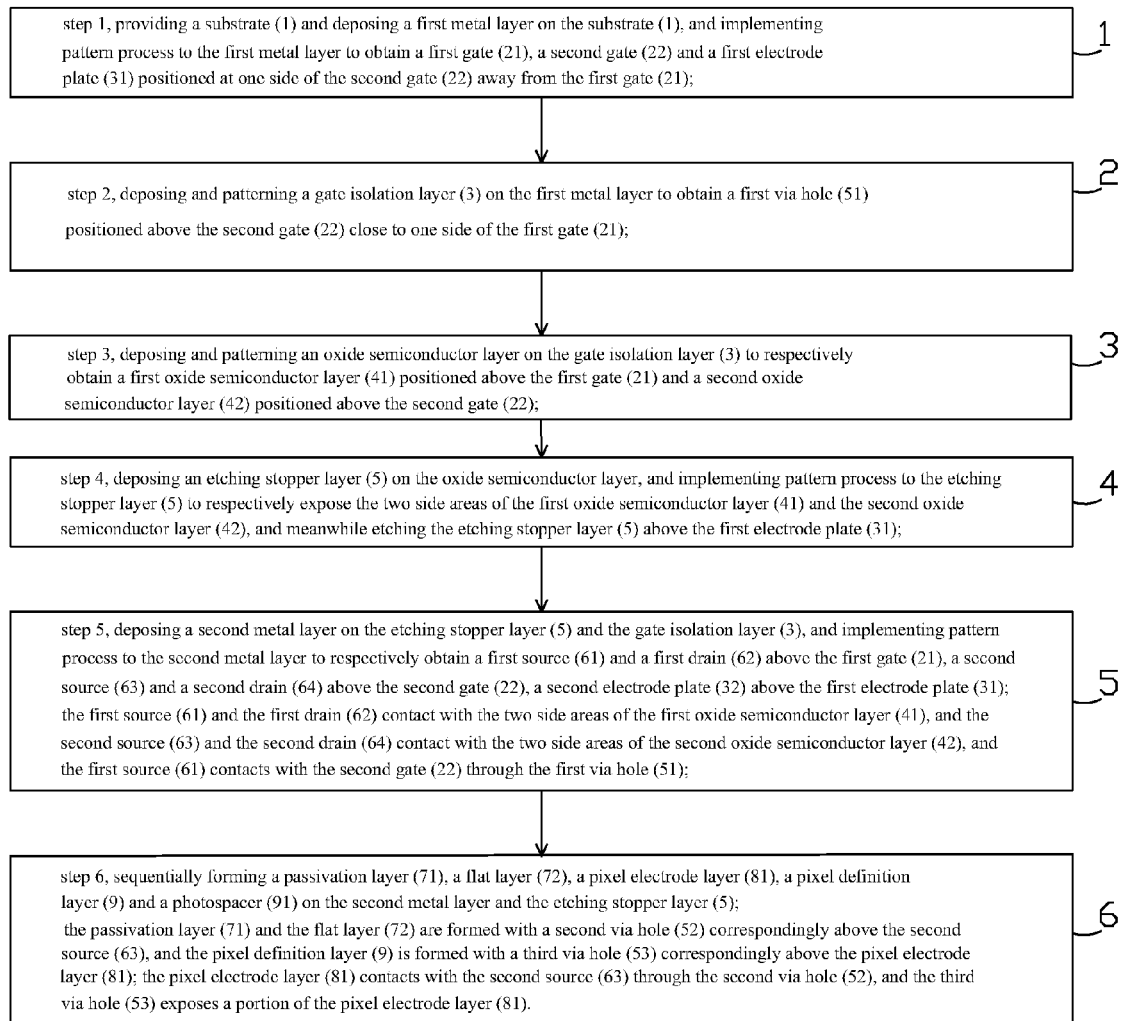 step 1, providing a substrate (1) and deposing a first metal layer on the substrate (1), and implementing
pattern process to the first metal layer to obtain a first gate (21), a second gate (22) and a first electrode
plate (31) positioned at one side of the second gate (22) away from the first gate (21);
1
step 2, deposing and patterning a gate isolation layer (3) on the first metal layer to obtain a first via hole (51)
positioned above the second gate (22) close to one side of the first gate (21);
2
step 3, deposing and patterning an oxide semiconductor layer on the gate isolation layer (3) to respectively
obtain a first oxide semiconductor layer (41) positioned above the first gate (21) and a second oxide
semiconductor layer (42) positioned above the second gate (22);
3
step 4, deposing an etching stopper layer (5) on the oxide semiconductor layer, and implementing pattern process to the etching
stopper layer (5) to respectively expose the two side areas of the first oxide semiconductor layer (41) and the second oxide
semiconductor layer (42), and meanwhile etching the etching stopper layer (5) above the first electrode plate (31);
4
step 5, deposing a second metal layer on the etching stopper layer (5) and the gate isolation layer (3), and implementing pattern
process to the second metal layer to respectively obtain a first source (61) and a first drain (62) above the first gate (21), a second
source (63) and a second drain (64) above the second gate (22), a second electrode plate (32) above the first electrode plate (31);
the first source (61) and the first drain (62) contact with the two side areas of the first oxide semiconductor layer (41), and the
second source (63) and the second drain (64) contact with the two side areas of the second oxide semiconductor layer (42), and
the first source (61) contacts with the second gate (22) through the first via hole (51);
5
step 6, sequentially forming a passivation layer (71), a flat layer (72), a pixel electrode layer (81), a pixel definition
layer (9) and a photospacer (91) on the second metal layer and the etching stopper layer (5);
the passivation layer (71) and the flat layer (72) are formed with a second via hole (52) correspondingly above the second
source (63), and the pixel definition layer (9) is formed with a third via hole (53) correspondingly above the pixel electrode
layer (81); the pixel electrode layer (81) contacts with the second source (63) through the second via hole (52), and the third
via hole (53) exposes a portion of the pixel electrode layer (81).
6